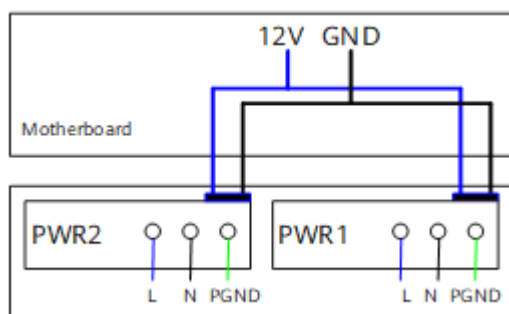 12V GND
Motherboard
PWR2 PWR1
L N PGND L N PGND